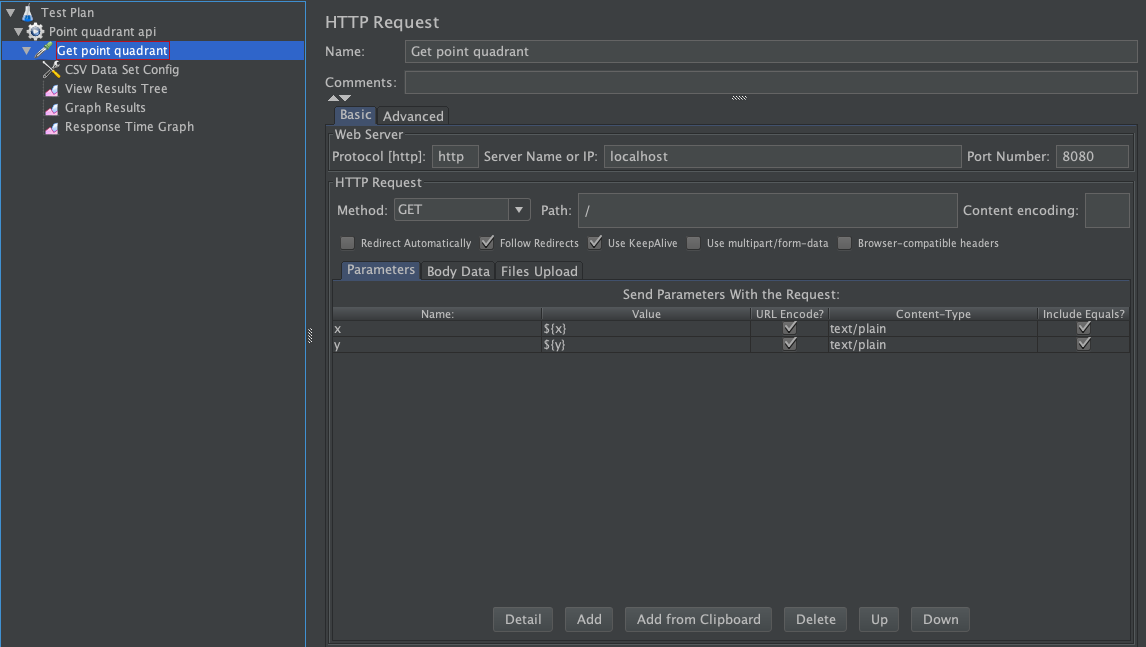 Test Plan
Point quadrant api
Get point quadrant
CSV Data Set Config
View Results Tree
Graph Results
Response Time Graph
HTTP Request
Name: Get point quadrant
Comments:
Basic Advanced
Web Server
Protocol [http]: http Server Name or IP: localhost Port Number: 8080
HTTP Request
Method: GET Path: / Content encoding:
Redirect Automatically Follow Redirects Use KeepAlive Use multipart/form-data Browser-compatible headers
Parameters Body Data Files Upload
Send Parameters With the Request:
Name: Value URL Encode? Content-Type Include Equals?
x ${x} text/plain
y ${y} text/plain
Detail Add Add from Clipboard Delete Up Down